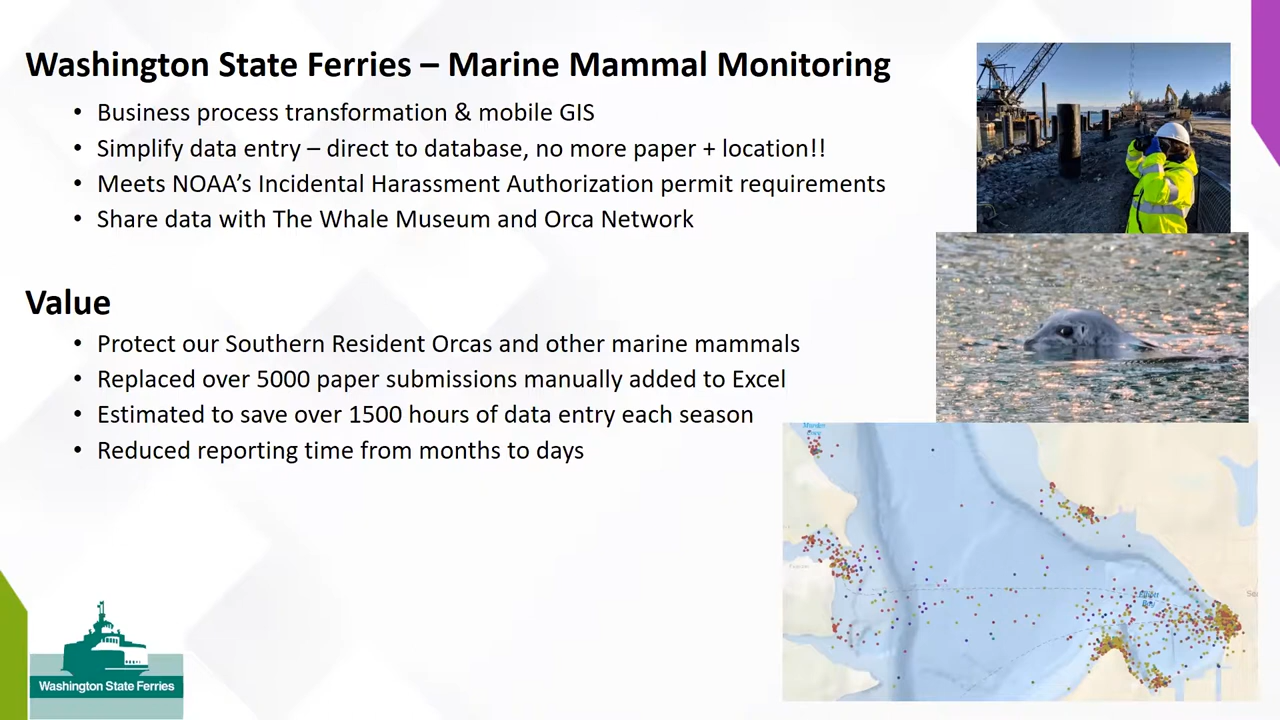 Washington State Ferries – Marine Mammal Monitoring
• Business process transformation & mobile GIS
• Simplify data entry – direct to database, no more paper + location!!
• Meets NOAA’s Incidental Harassment Authorization permit requirements
• Share data with The Whale Museum and Orca Network
Value
• Protect our Southern Resident Orcas and other marine mammals
• Replaced over 5000 paper submissions manually added to Excel
• Estimated to save over 1500 hours of data entry each season
• Reduced reporting time from months to days
Bay
Washington State Ferries